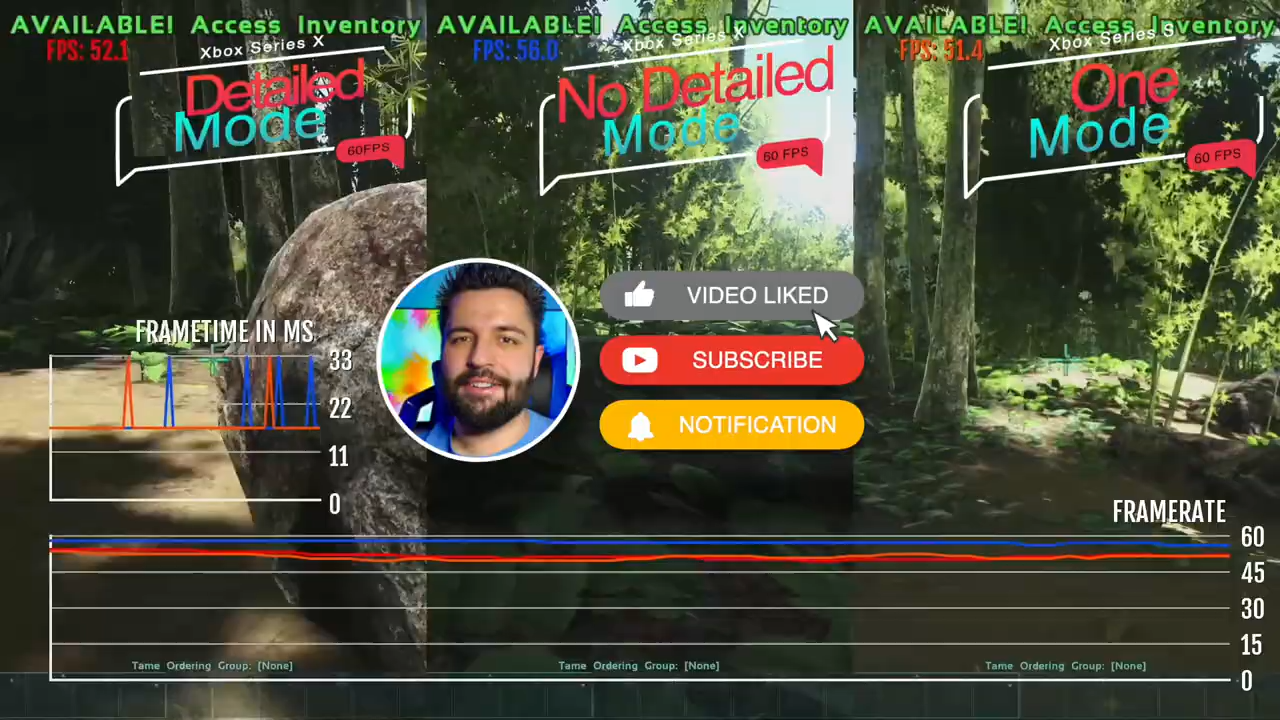 AVAILABLE! Access Inventory
AVAILABLE! Access Inventory
AVAILABLE! Access Inventory
FPS: 52.1
Xbox Series X
Detailed
Mode
60FPS
FPS: 56.0
Xbox Series X
No Detailed
Mode
60 FPS
FPS: 51.4
Xbox Series S
One
Mode
60 FPS
VIDEO LIKED
SUBSCRIBE
NOTIFICATION
FRAMETIME IN MS
33
22
11
0
FRAMERATE
60
45
30
15
0
Tame Ordering Group: [None]
Tame Ordering Group: [None]
Tame Ordering Group: [None]